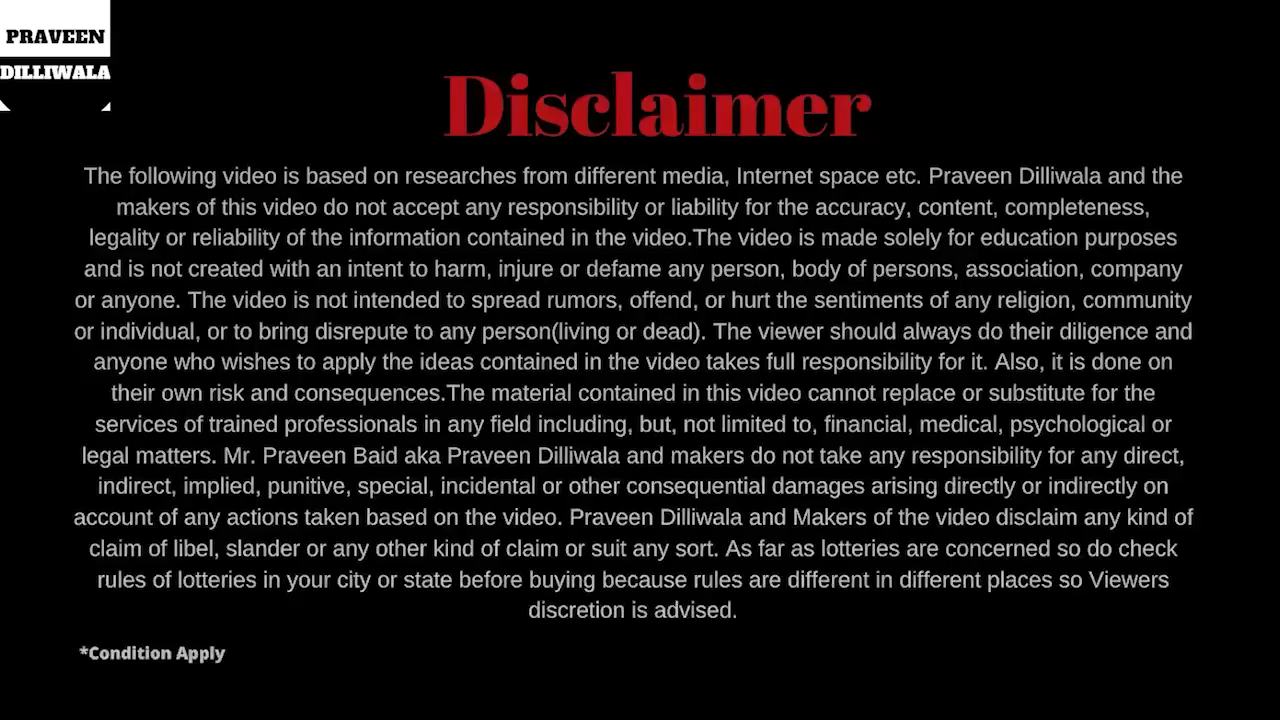 PRAVEEN
DILLIWALA
Disclaimer
The following video is based on researches from different media, Internet space etc. Praveen Dilliwala and the
makers of this video do not accept any responsibility or liability for the accuracy, content, completeness,
legality or reliability of the information contained in the video.The video is made solely for education purposes
and is not created with an intent to harm, injure or defame any person, body of persons, association, company
or anyone. The video is not intended to spread rumors, offend, or hurt the sentiments of any religion, community
or individual, or to bring disrepute to any person(living or dead). The viewer should always do their diligence and
anyone who wishes to apply the ideas contained in the video takes full responsibility for it. Also, it is done on
their own risk and consequences.The material contained in this video cannot replace or substitute for the
services of trained professionals in any field including, but, not limited to, financial, medical, psychological or
legal matters. Mr. Praveen Baid aka Praveen Dilliwala and makers do not take any responsibility for any direct,
indirect, implied, punitive, special, incidental or other consequential damages arising directly or indirectly on
account of any actions taken based on the video. Praveen Dilliwala and Makers of the video disclaim any kind of
claim of libel, slander or any other kind of claim or suit any sort. As far as lotteries are concerned so do check
rules of lotteries in your city or state before buying because rules are different in different places so Viewers
discretion is advised.
*Condition Apply